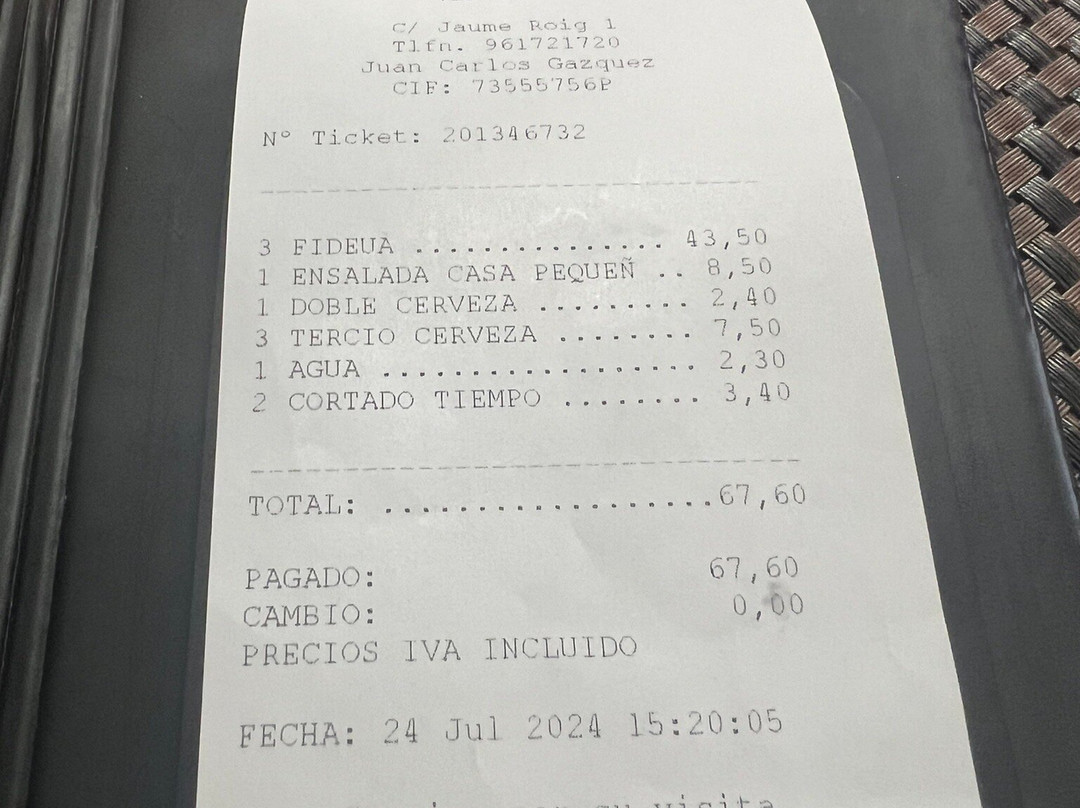 C/ Jaume Roig 1
Tlfn. 961721720
Juan Carlos Gazquez
CIF: 73555756P
Nº Ticket: 201346732
3 FIDEUA ............... 43,50
1 ENSALADA CASA PEQUEÑ .. 8,50
1 DOBLE CERVEZA ......... 2,40
3 TERCIO CERVEZA ........ 7,50
1 AGUA .................. 2,30
2 CORTADO TIEMPO ........ 3,40
TOTAL: ..................67,60
PAGADO: 67,60
CAMBIO: 0,00
PRECIOS IVA INCLUIDO
FECHA: 24 Jul 2024 15:20:05
su visita